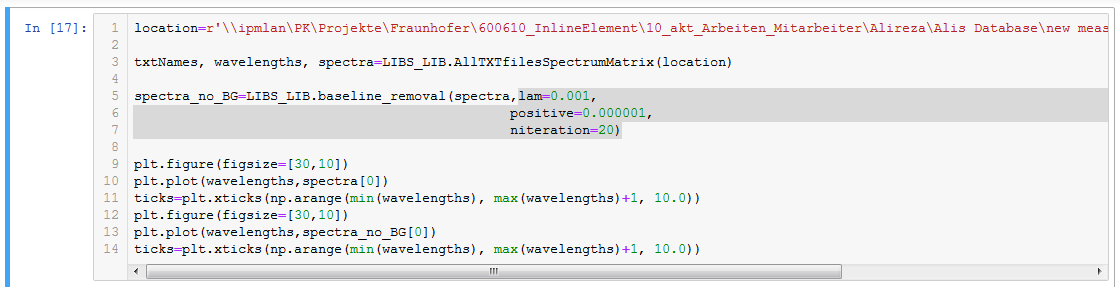 In [17]:
1 location=r'\\ipmlan\PK\Projekte\Fraunhofer\600610_InlineElement\10_akt_Arbeiten_Mitarbeiter\Alireza\Alis Database\new meas
2
3 txtNames, wavelengths, spectra=LIBS_LIB.AllTXTfilesSpectrumMatrix(location)
4
5 spectra_no_BG=LIBS_LIB.baseline_removal(spectra,lam=0.001,
6 positive=0.000001,
7 niteration=20)
8
9 plt.figure(figsize=[30,10])
10 plt.plot(wavelengths,spectra[0])
11 ticks=plt.xticks(np.arange(min(wavelengths), max(wavelengths)+1, 10.0))
12 plt.figure(figsize=[30,10])
13 plt.plot(wavelengths,spectra_no_BG[0])
14 ticks=plt.xticks(np.arange(min(wavelengths), max(wavelengths)+1, 10.0))